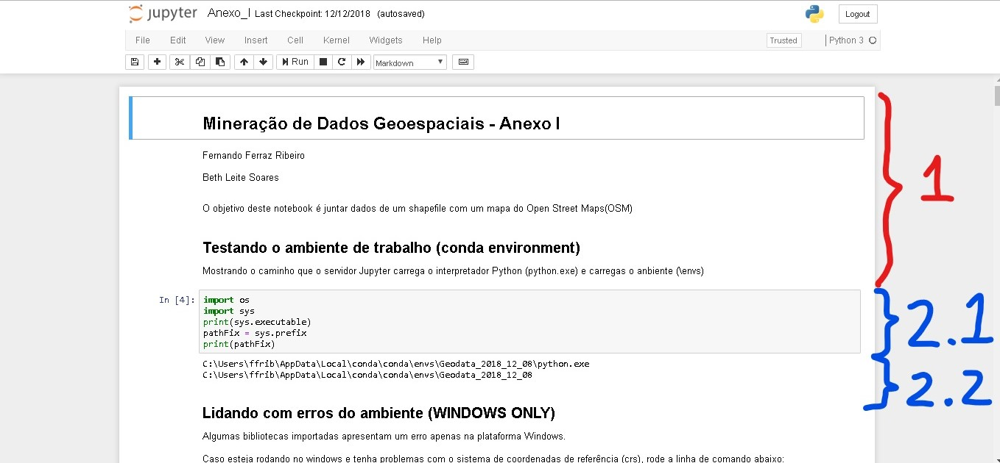 jupyter Anexo_I Last Checkpoint: 12/12/2018 (autosaved) Logout
File Edit View Insert Cell Kernel Widgets Help Trusted Python 3
Run Markdown
Mineração de Dados Geoespaciais - Anexo I
Fernando Ferraz Ribeiro
Beth Leite Soares
1
O objetivo deste notebook é juntar dados de um shapefile com um mapa do Open Street Maps(OSM)
Testando o ambiente de trabalho (conda environment)
Mostrando o caminho que o servidor Jupyter carrega o interpretador Python (python.exe) e carregas o anbiente (\envs)
In [4]: import os
import sys
print(sys.executable)
pathFix = sys.prefix
print(pathFix)
2.1
C:\Users\ffrib\AppData\Local\conda\conda\envs\Geodata_2018_12_08\python.exe
C:\Users\ffrib\AppData\Local\conda\conda\envs\Geodata_2018_12_08
2.2
Lidando com erros do ambiente (WINDOWS ONLY)
Algumas bibliotecas importadas apresentam um erro apenas na plataforma Windows.
Caso esteja rodando no windows e tenha problemas com o sistema de coordenadas de referência (crs), rode a linha de comando abaixo: